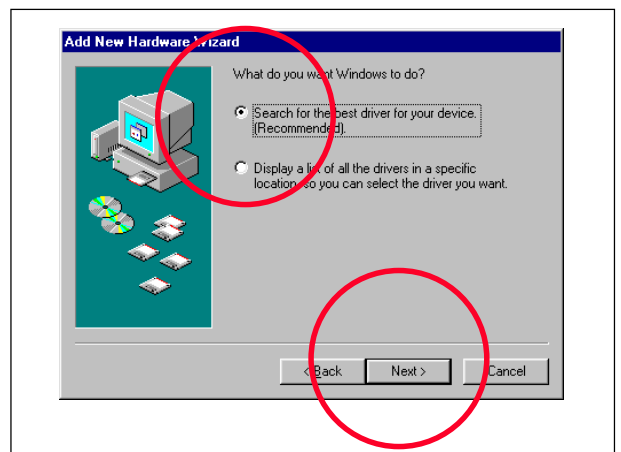 Add New Hardware Wizard
What do you want Windows to do?
Search for the best driver for your device.
(Recommended).
Display a list of all the drivers in a specific
location, so you can select the driver you want.
< Back
Next >
Cancel